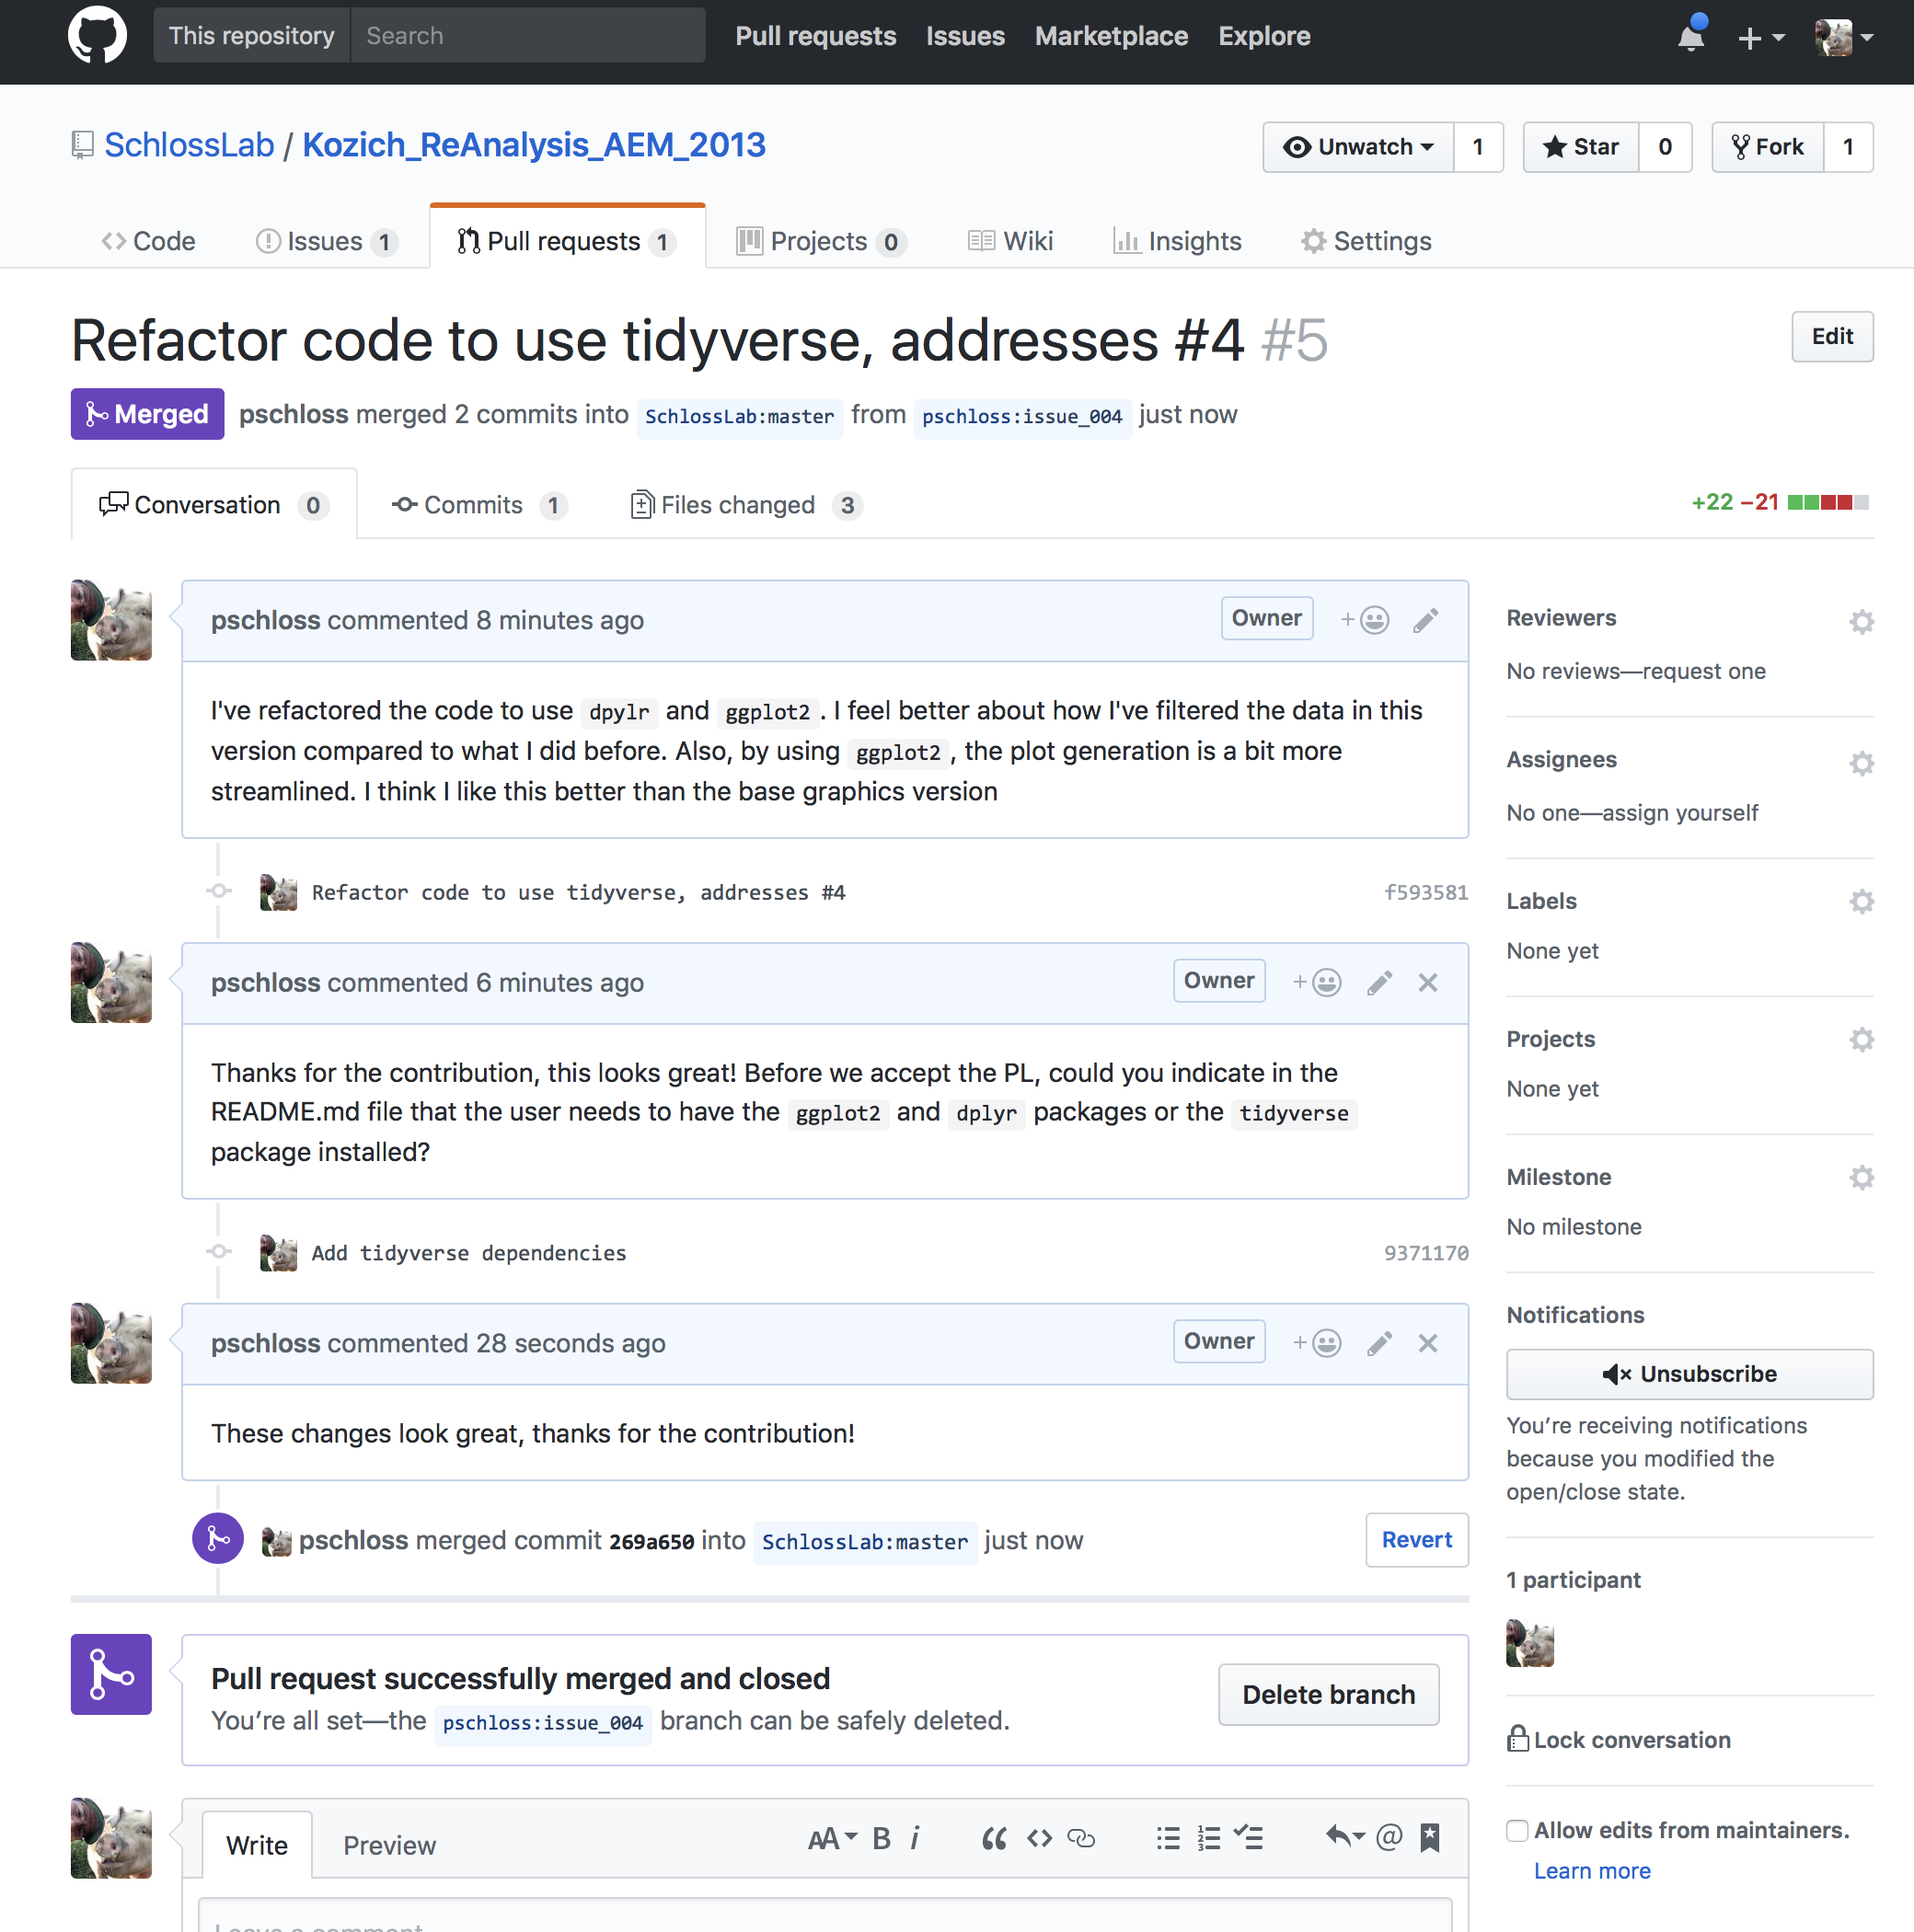 This repository Search Pull requests Issues Marketplace Explore
SchlossLab / Kozich_ReAnalysis_AEM_2013 Unwatch 1 Star 0 Fork 1
Code Issues 1 Pull requests 1 Projects 0 Wiki Insights Settings
Refactor code to use tidyverse, addresses #4 #5 Edit
Merged pschloss merged 2 commits into SchlossLab:master from pschloss:issue_004 just now
Conversation 0 Commits 1 Files changed 3 +22 −21
pschloss commented 8 minutes ago Owner
I've refactored the code to use dpylr and ggplot2. I feel better about how I've filtered the data in this
version compared to what I did before. Also, by using ggplot2, the plot generation is a bit more
streamlined. I think I like this better than the base graphics version
Refactor code to use tidyverse, addresses #4 f593581
pschloss commented 6 minutes ago Owner
Thanks for the contribution, this looks great! Before we accept the PL, could you indicate in the
README.md file that the user needs to have the ggplot2 and dplyr packages or the tidyverse
package installed?
Add tidyverse dependencies 9371170
pschloss commented 28 seconds ago Owner
These changes look great, thanks for the contribution!
pschloss merged commit 269a650 into SchlossLab:master just now Revert
Pull request successfully merged and closed
You're all set—the pschloss:issue_004 branch can be safely deleted.
Delete branch
Write Preview AA B i
Leave a comment
Reviewers
No reviews—request one
Assignees
No one—assign yourself
Labels
None yet
Projects
None yet
Milestone
No milestone
Notifications
Unsubscribe
You're receiving notifications
because you modified the
open/close state.
1 participant
Lock conversation
Allow edits from maintainers.
Learn more